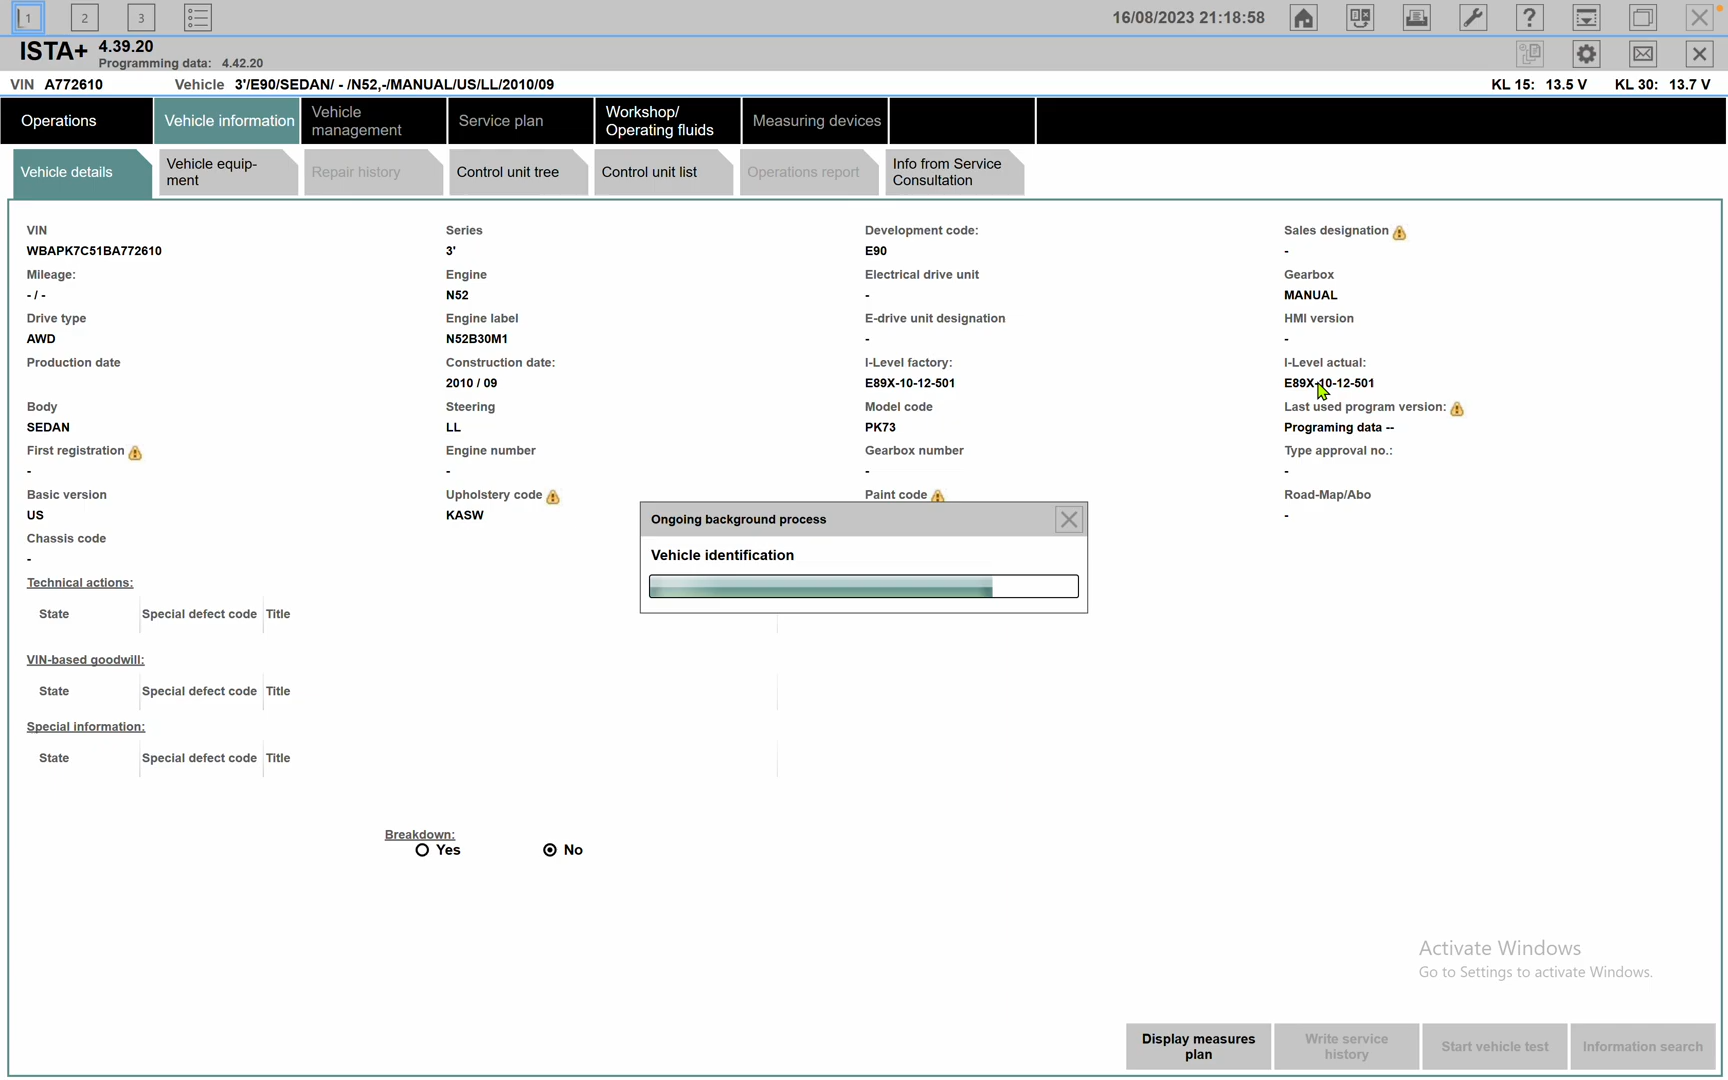 1 2 3 16/08/2023 21:18:58 ?
ISTA+ 4.39.20
Programming data: 4.42.20
VIN A772610 Vehicle 3'/E90/SEDAN/ - /N52,-/MANUAL/US/LL/2010/09 KL 15: 13.5 V KL 30: 13.7 V
Operations
Vehicle information
Vehicle
management
Service plan
Workshop/
Operating fluids
Measuring devices
Vehicle details
Vehicle equip-
ment
Repair history
Control unit tree
Control unit list
Operations report
Info from Service
Consultation
VIN Series Development code: Sales designation
WBAPK7C51BA772610 3' E90 -
Mileage: Engine Electrical drive unit Gearbox
- / - N52 - MANUAL
Drive type Engine label E-drive unit designation HMI version
AWD N52B30M1 - -
Production date Construction date: I-Level factory: I-Level actual:
2010 / 09 E89X-10-12-501 E89X-10-12-501
Body Steering Model code Last used program version:
SEDAN LL PK73 Programing data --
First registration Engine number Gearbox number Type approval no.:
- - - -
Basic version Upholstery code Paint code Road-Map/Abo
US KASW -
Chassis code
-
Ongoing background process
Vehicle identification
Technical actions:
State Special defect code Title
VIN-based goodwill:
State Special defect code Title
Special information:
State Special defect code Title
Breakdown:
Yes No
Activate Windows
Go to Settings to activate Windows.
Display measures
plan
Write service
history
Start vehicle test
Information search